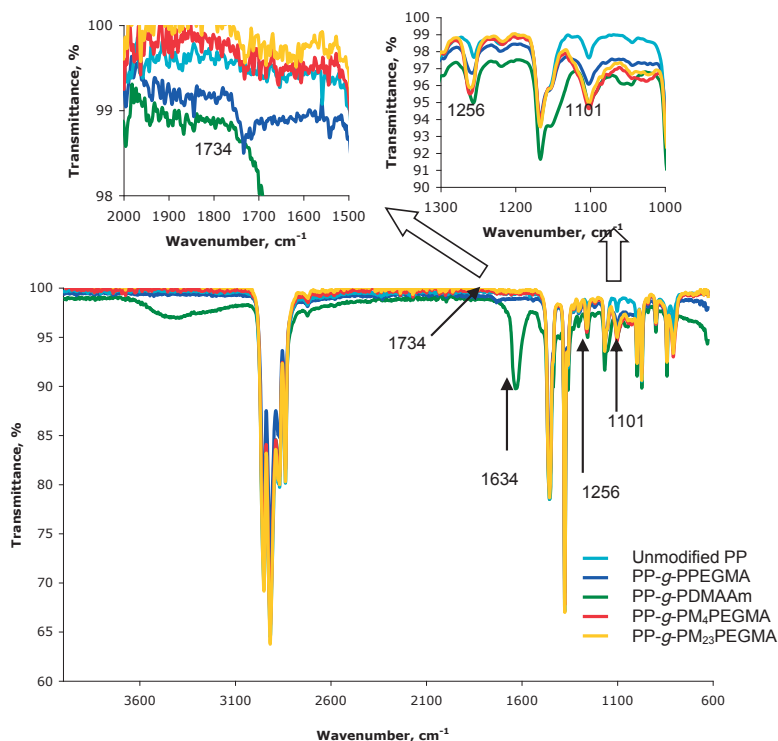 Transmittance, %
100
99
98
1734
2000 1900 1800 1700 1600 1500
Wavenumber, cm⁻¹
Transmittance, %
100
99
98
97
96
95
94
93
92
91
90
1256
1101
1300 1200 1100 1000
Wavenumber, cm⁻¹
Transmittance, %
100
95
90
85
80
75
70
65
60
1734
1634
1256
1101
Unmodified PP
PP-g-PPEGMA
PP-g-PDMAAm
PP-g-PM₄PEGMA
PP-g-PM₂₃PEGMA
3600 3100 2600 2100 1600 1100 600
Wavenumber, cm⁻¹